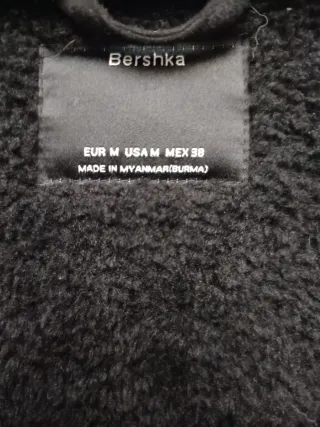 Bershka
EUR M USA M MEX 38
MADE IN MYANMAR(BURMA)